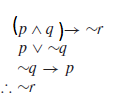 (p ∧ q)→ ~r
p ∨ ~q
~q → p
∴ ~r